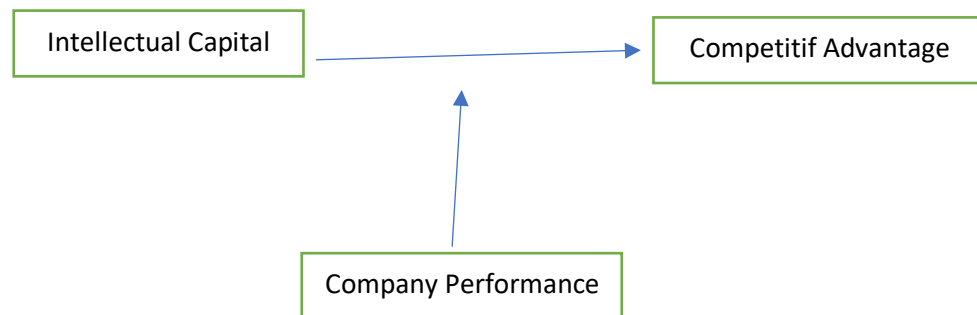 Intellectual Capital
Competitif Advantage
Company Performance